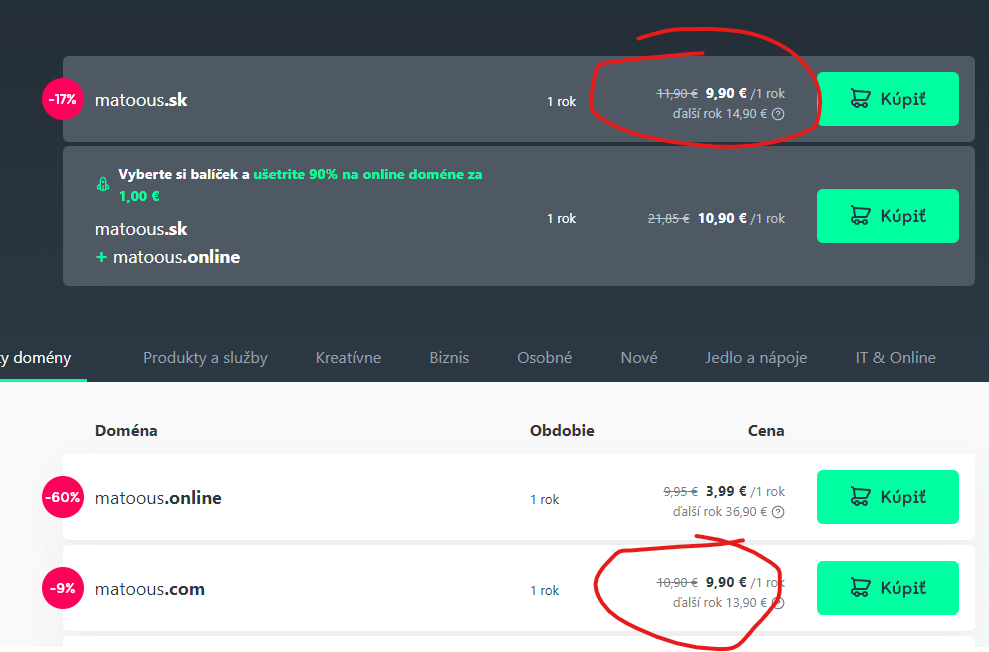 -17%
matoous.sk
1 rok
11,90 € 9,90 € /1 rok
ďalší rok 14,90 €
Kúpiť
Vyberte si balíček a ušetrite 90% na online doméne za
1,00 €
matoous.sk
+ matoous.online
1 rok
21,85 € 10,90 € /1 rok
Kúpiť
y domény Produkty a služby Kreatívne Biznis Osobné Nové Jedlo a nápoje IT & Online
Doména Obdobie Cena
-60%
matoous.online
1 rok
9,95 € 3,99 € /1 rok
ďalší rok 36,90 € ?
Kúpiť
-9%
matoous.com
1 rok
10,90 € 9,90 € /1 rok
ďalší rok 13,90 € ?
Kúpiť